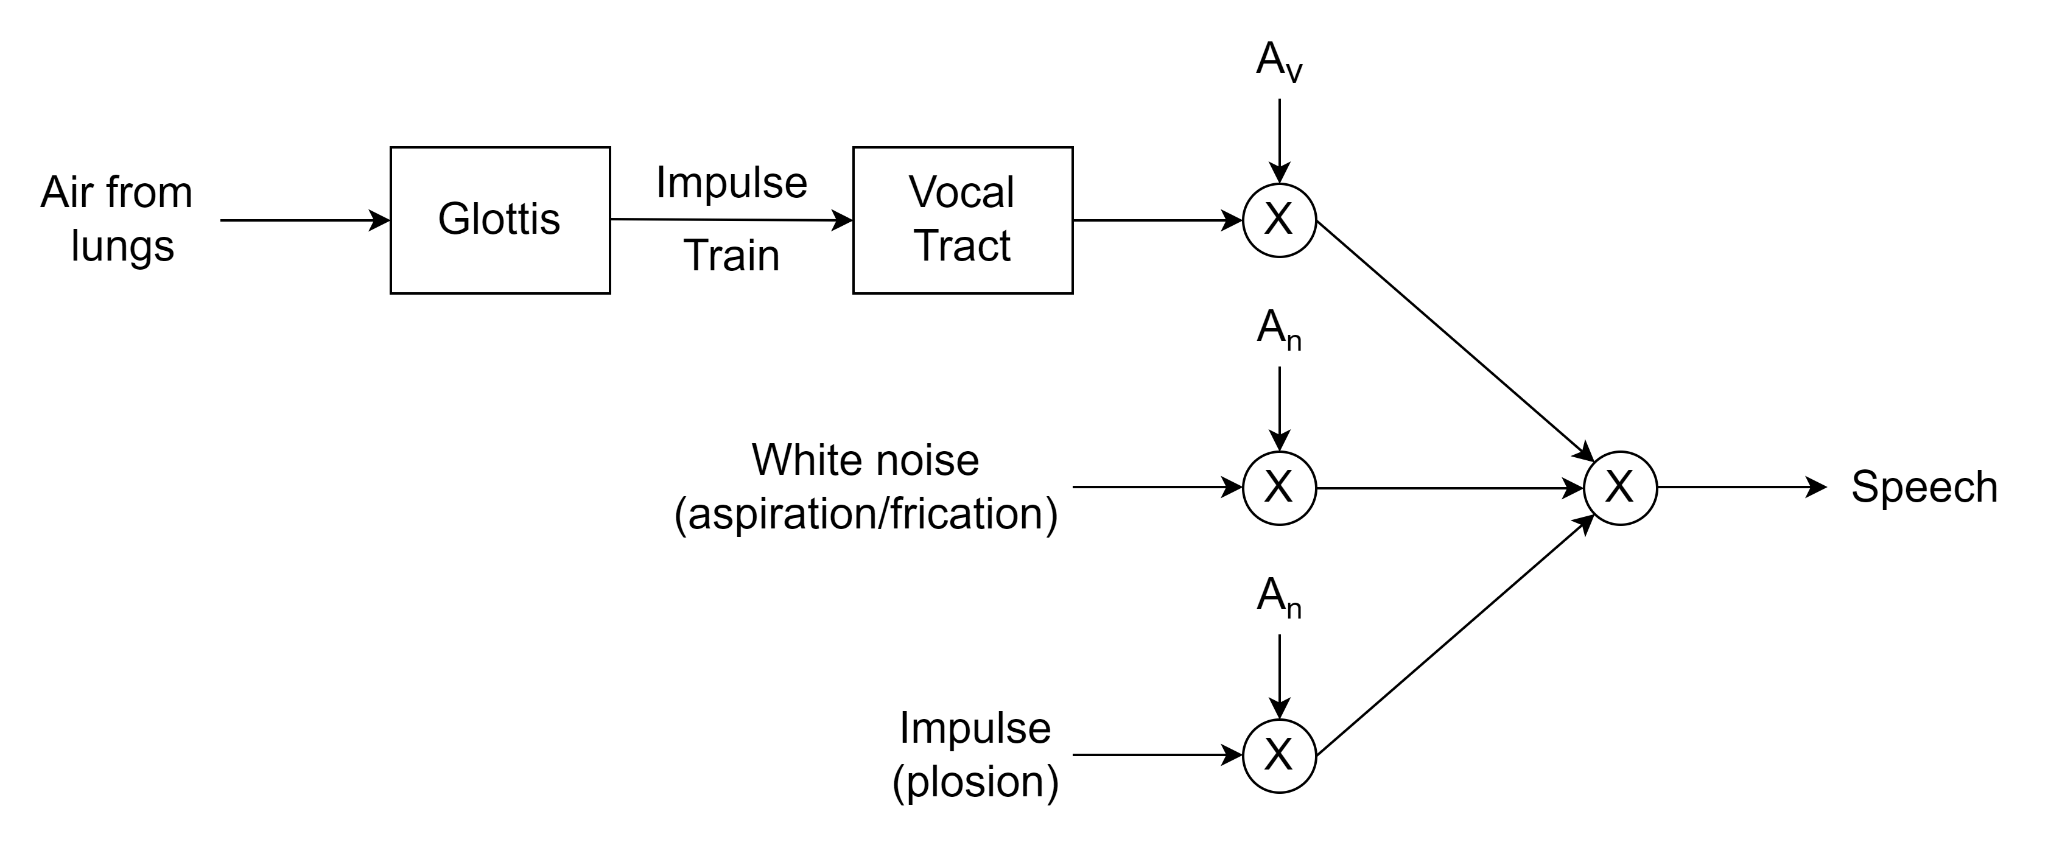 A_V
Air from
lungs
Glottis
Impulse
Train
Vocal
Tract
X
A_n
White noise
(aspiration/frication)
X
X
Speech
A_n
Impulse
(plosion)
X